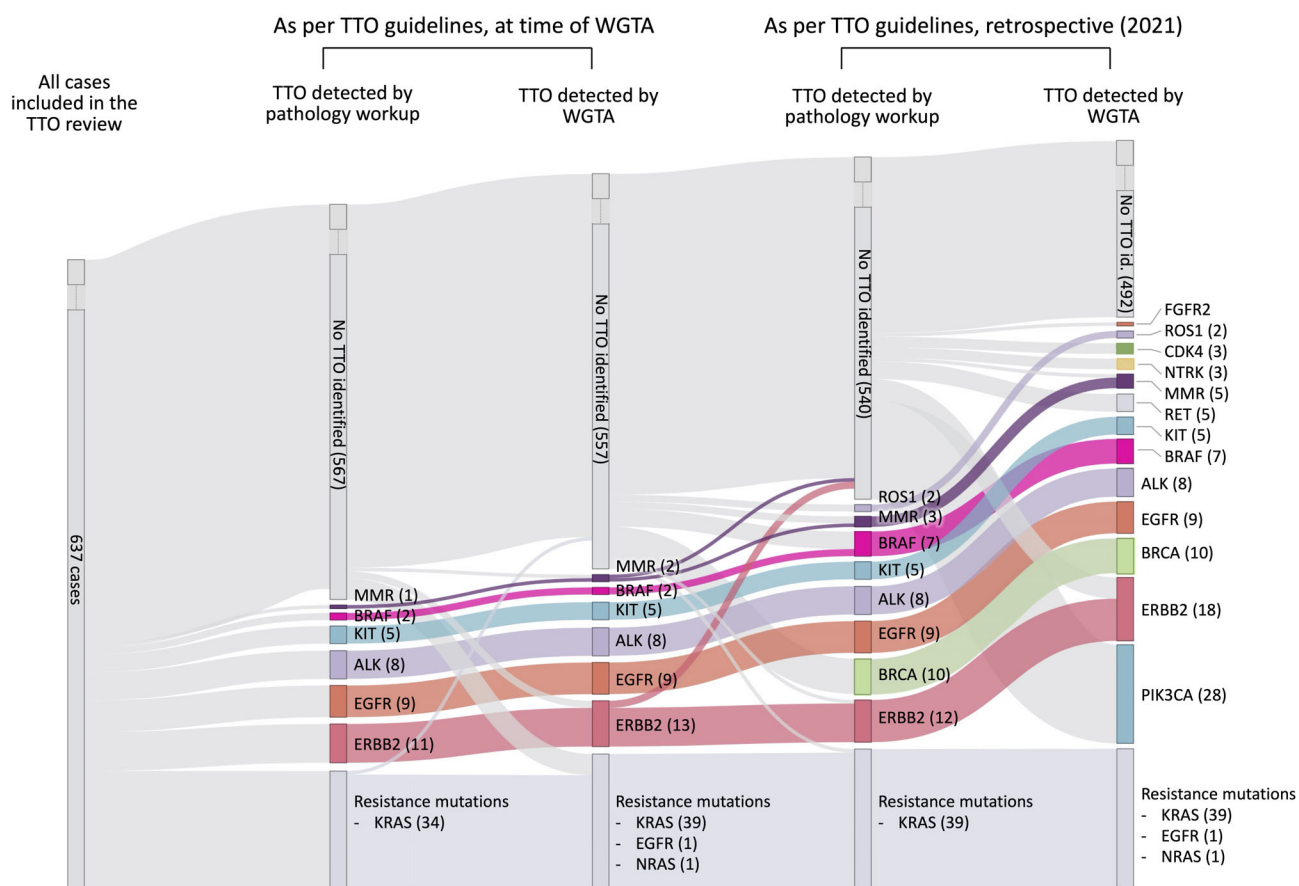 As per TTO guidelines, at time of WGTA
As per TTO guidelines, retrospective (2021)
All cases
included in the
TTO review
TTO detected by
pathology workup
TTO detected by
WGTA
TTO detected by
pathology workup
TTO detected by
WGTA
637 cases
No TTO identified (567)
MMR (1)
BRAF (2)
KIT (5)
ALK (8)
EGFR (9)
ERBB2 (11)
Resistance mutations
- KRAS (34)
No TTO identified (557)
MMR (2)
BRAF (2)
KIT (5)
ALK (8)
EGFR (9)
ERBB2 (13)
Resistance mutations
- KRAS (39)
- EGFR (1)
- NRAS (1)
No TTO identified (540)
ROS1 (2)
MMR (3)
BRAF (7)
KIT (5)
ALK (8)
EGFR (9)
BRCA (10)
ERBB2 (12)
Resistance mutations
- KRAS (39)
No TTO id. (492)
FGFR2
ROS1 (2)
CDK4 (3)
NTRK (3)
MMR (5)
RET (5)
KIT (5)
BRAF (7)
ALK (8)
EGFR (9)
BRCA (10)
ERBB2 (18)
PIK3CA (28)
Resistance mutations
- KRAS (39)
- EGFR (1)
- NRAS (1)